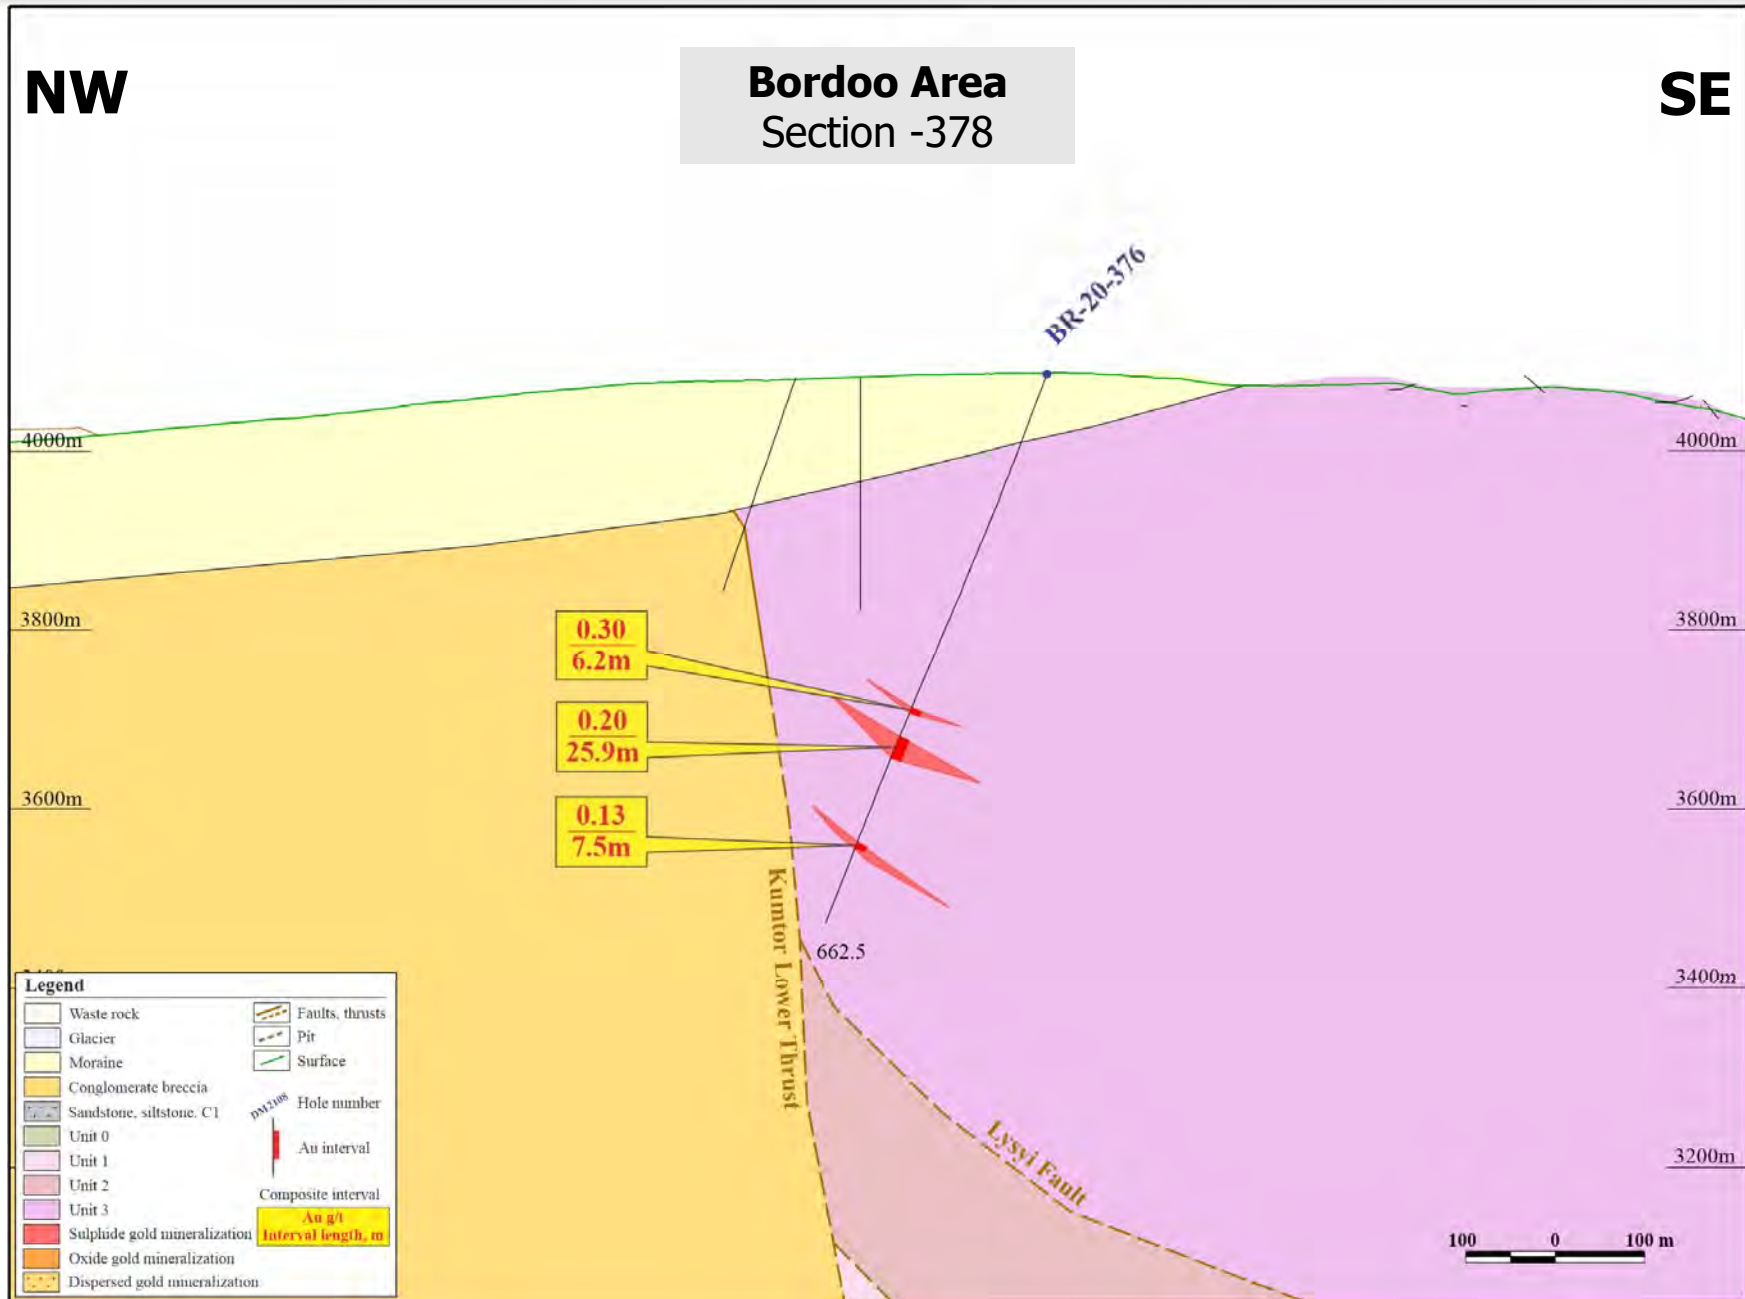 NW
Bordoo Area
Section -378
SE
BR-20-376
4000m
4000m
3800m
3800m
0.30
6.2m
0.20
25.9m
3600m
3600m
0.13
7.5m
Kumtor Lower Thrust
662.5
3400m
Lysyi Fault
3200m
Legend
Waste rock
Glacier
Moraine
Conglomerate breccia
Sandstone, siltstone, C1
Unit 0
Unit 1
Unit 2
Unit 3
Sulphide gold mineralization
Oxide gold mineralization
Dispersed gold mineralization
Faults, thrusts
Pit
Surface
DM2108
Hole number
Au interval
Composite interval
Au g/t
Interval length, m
100 0 100 m